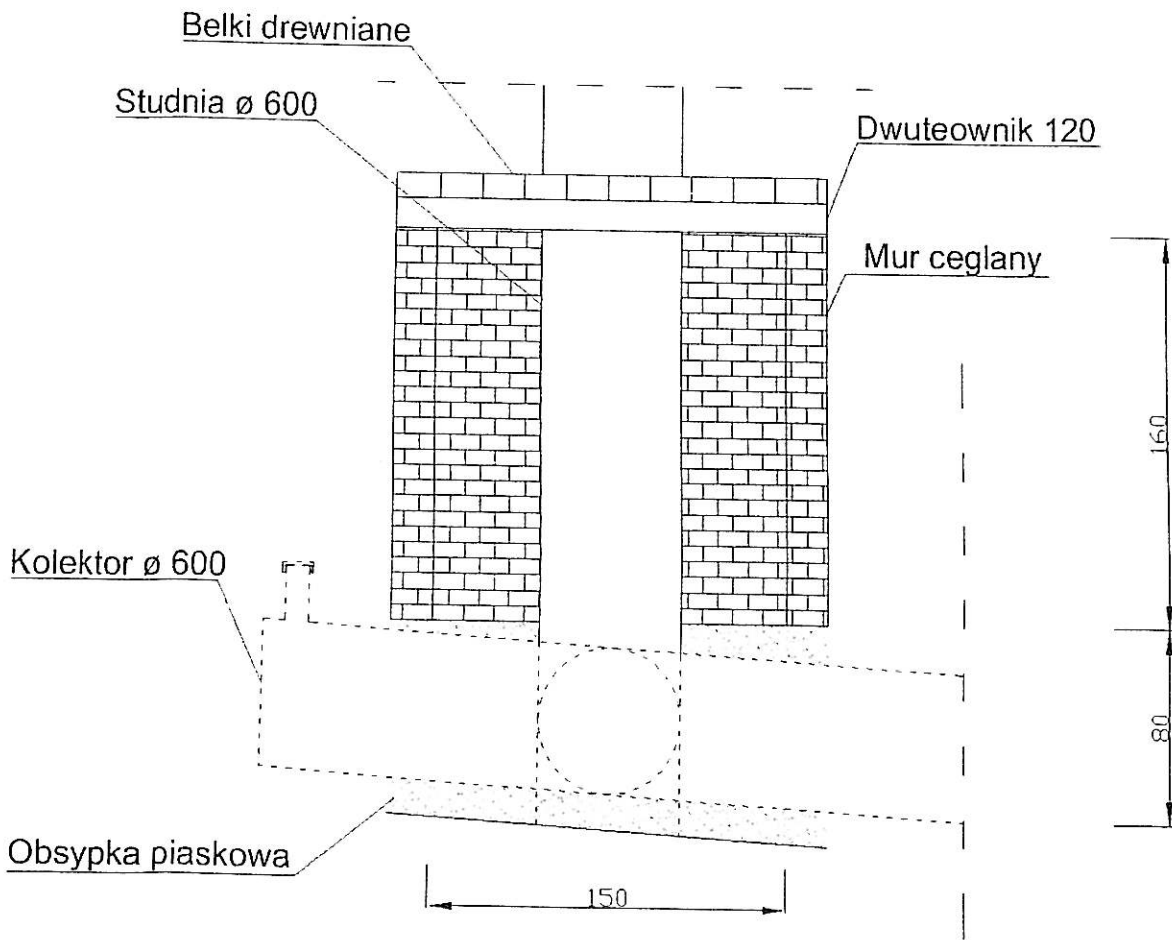 Belki drewniane
Studnia ø 600
Dwuteownik 120
Mur ceglany
160
Kolektor ø 600
80
Obsypka piaskowa
150